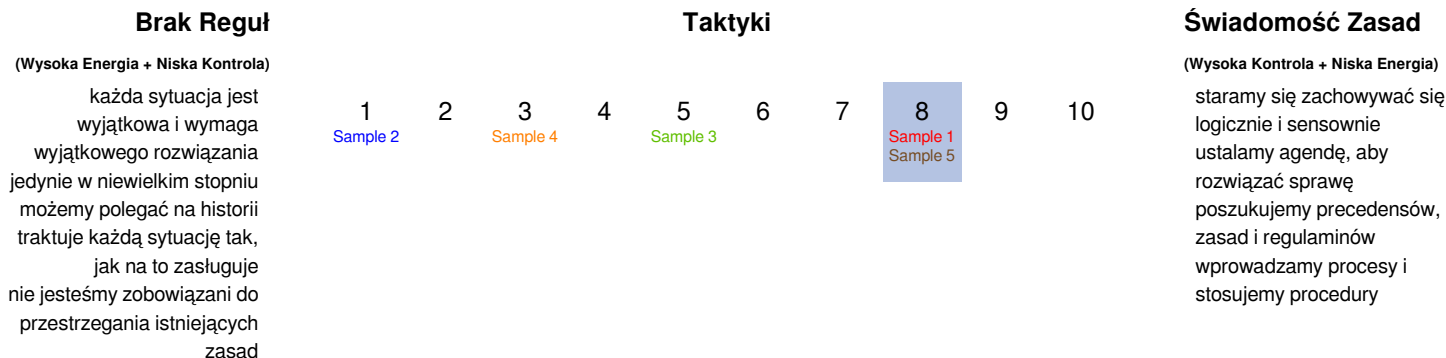 Brak Reguł
(Wysoka Energia + Niska Kontrola)
każda sytuacja jest
wyjątkowa i wymaga
wyjątkowego rozwiązania
jedynie w niewielkim stopniu
możemy polegać na historii
traktuje każdą sytuację tak,
jak na to zasługuje
nie jesteśmy zobowiązani do
przestrzegania istniejących
zasad
Taktyki
1 2 3 4 5 6 7 8 9 10
Sample 2 Sample 4 Sample 3 Sample 1
Sample 5
Świadomość Zasad
(Wysoka Kontrola + Niska Energia)
staramy się zachowywać się
logicznie i sensownie
ustalamy agendę, aby
rozwiązać sprawę
poszukujemy precedensów,
zasad i regulaminów
wprowadzamy procesy i
stosujemy procedury